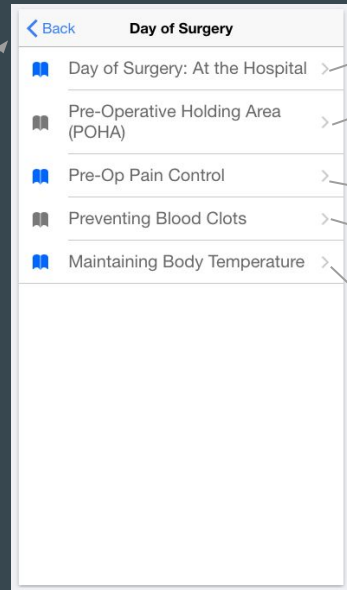 Back
Day of Surgery
Day of Surgery: At the Hospital
Pre-Operative Holding Area
(POHA)
Pre-Op Pain Control
Preventing Blood Clots
Maintaining Body Temperature